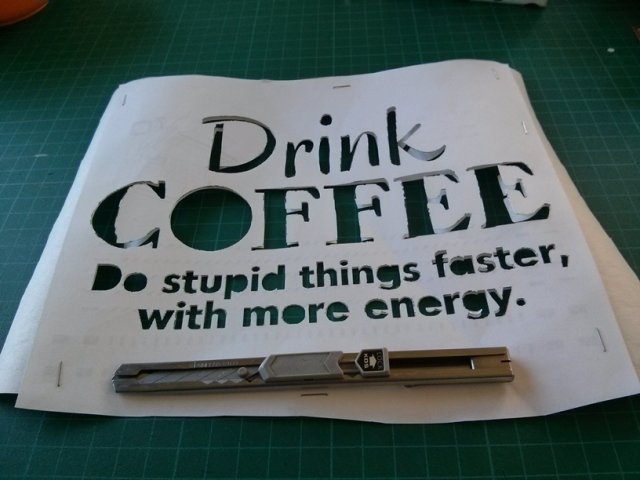 Drink
COFFEE
Do stupid things faster,
with more energy.